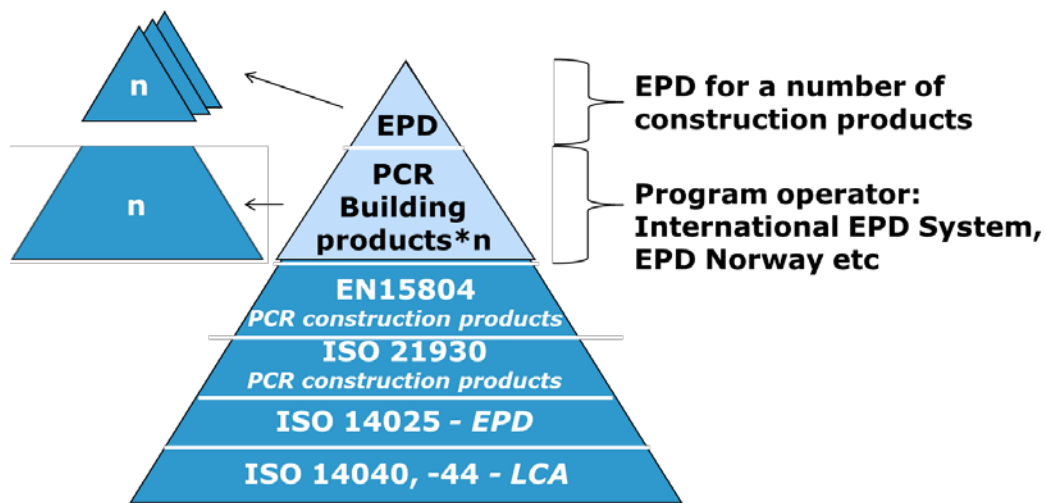 n
n
EPD
PCR
Building
products*n
EN15804
PCR construction products
ISO 21930
PCR construction products
ISO 14025 - EPD
ISO 14040, -44 - LCA
EPD for a number of
construction products
Program operator:
International EPD System,
EPD Norway etc